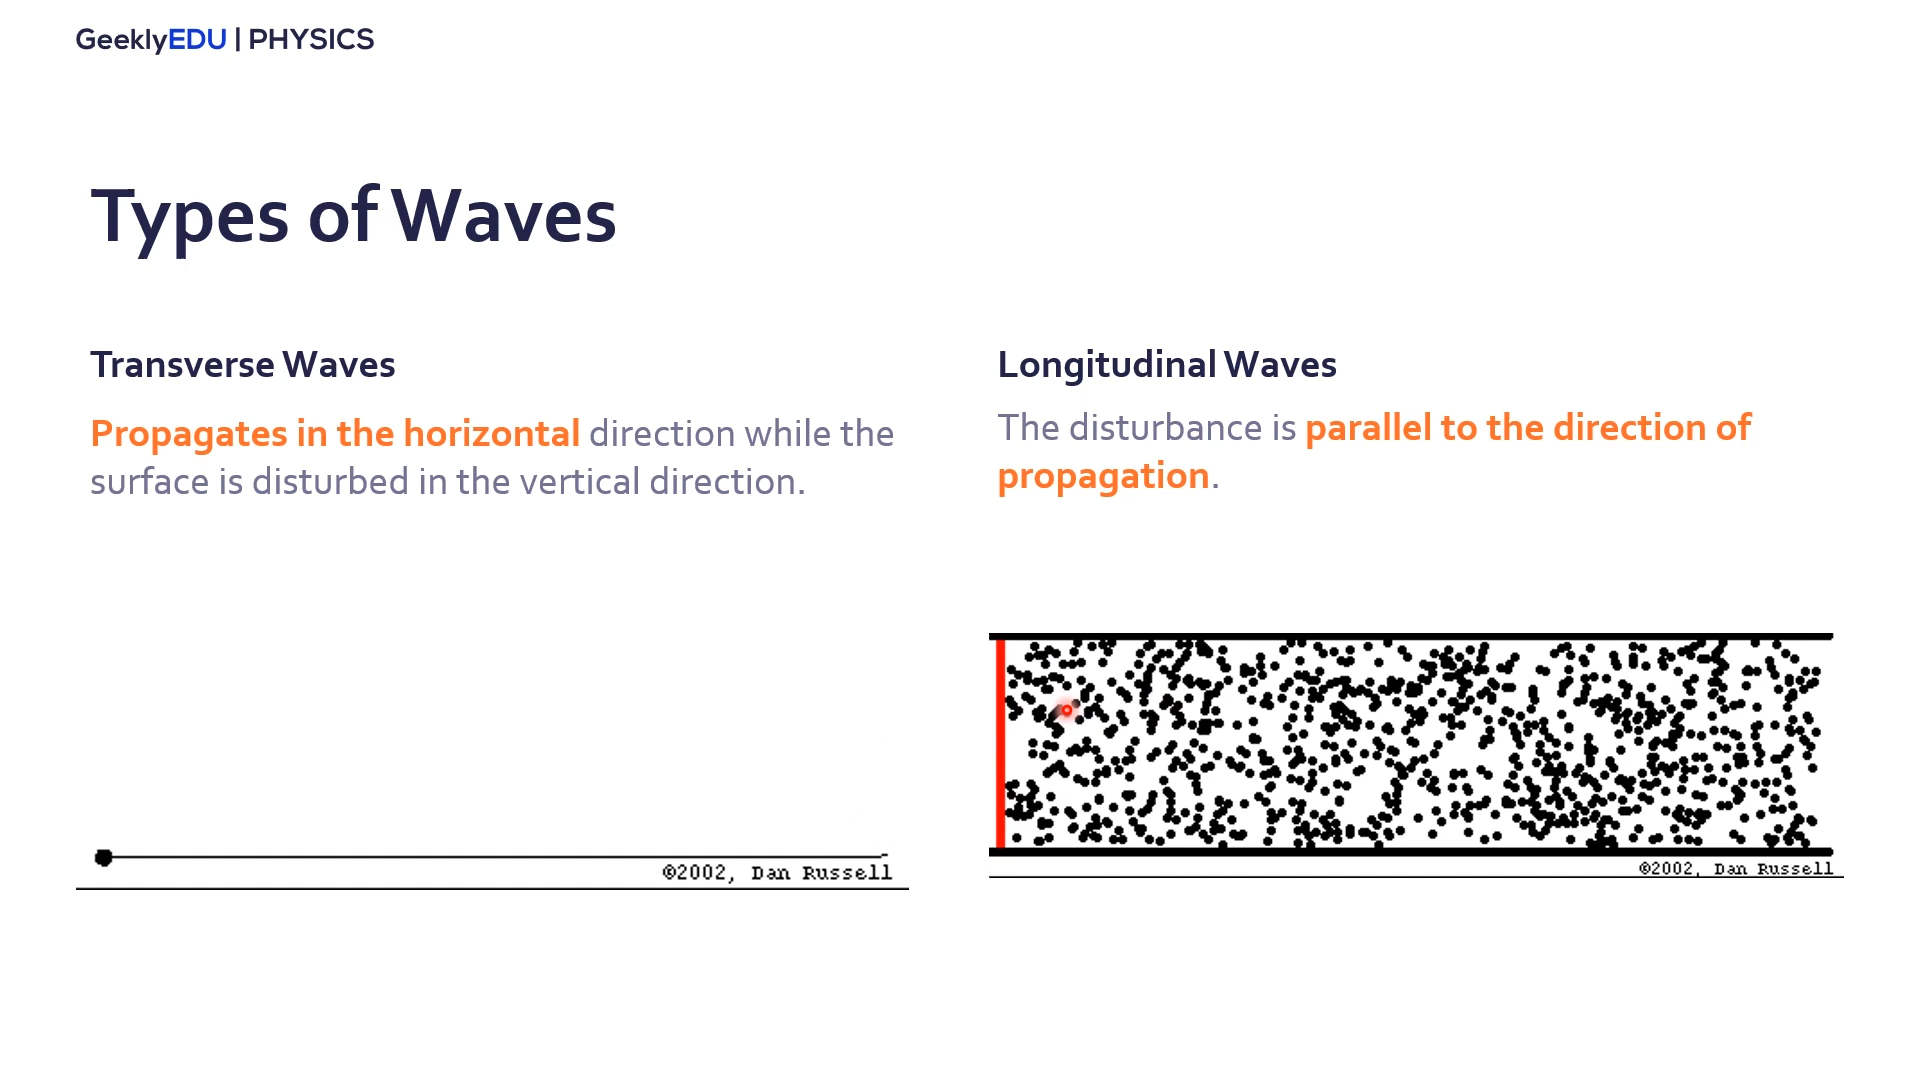 GeeklyEDU | PHYSICS
Types of Waves
Transverse Waves
Propagates in the horizontal direction while the
surface is disturbed in the vertical direction.
Longitudinal Waves
The disturbance is parallel to the direction of
propagation.
©2002, Dan Russell
©2002, Dan Russell